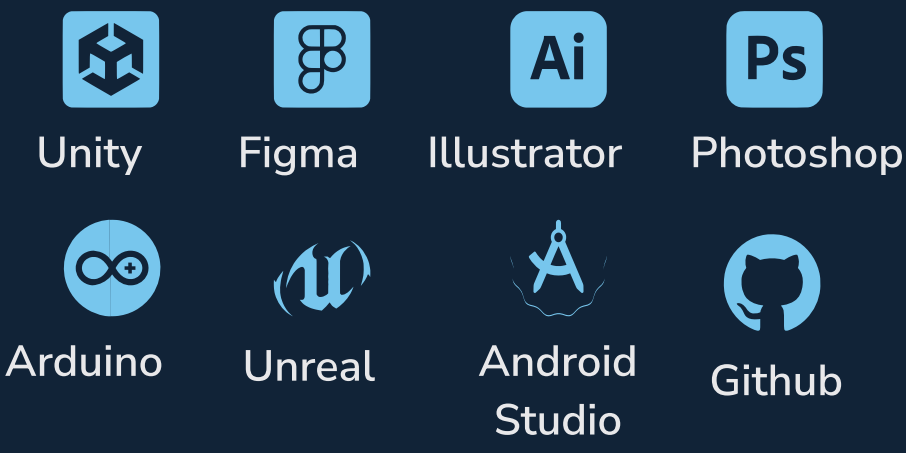 Ai Ps
Unity Figma Illustrator Photoshop
Arduino Unreal Android Github
Studio